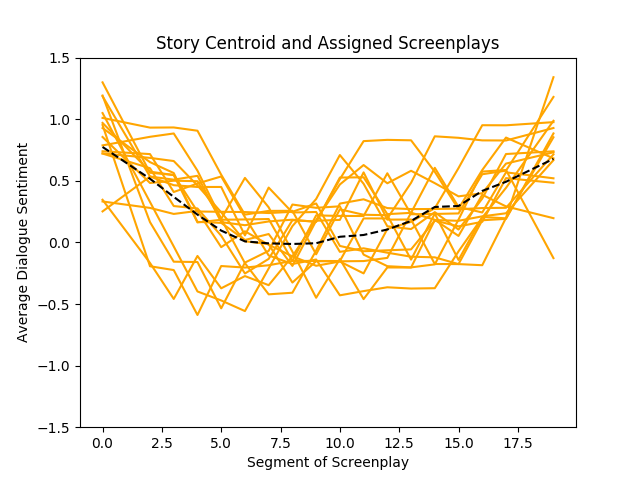 Story Centroid and Assigned Screenplays
1.5
1.0
0.5
0.0
−0.5
−1.0
−1.5
Average Dialogue Sentiment
0.0 2.5 5.0 7.5 10.0 12.5 15.0 17.5
Segment of Screenplay